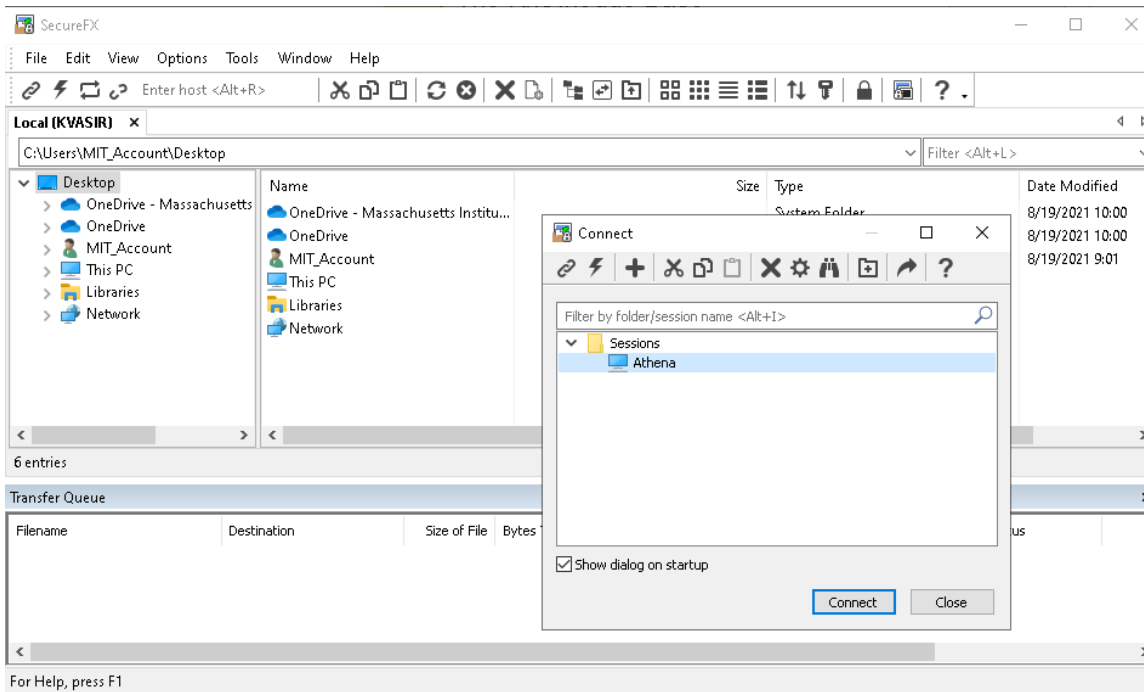 SecureFX
File Edit View Options Tools Window Help
Enter host <Alt+R>
Local (KVASIR)
C:\Users\MIT_Account\Desktop
Filter <Alt+L>
Desktop
OneDrive - Massachusetts
OneDrive
MIT_Account
This PC
Libraries
Network
Name Size Type Date Modified
OneDrive - Massachusetts Institu... System Folder 8/19/2021 10:00
OneDrive 8/19/2021 10:00
MIT_Account 8/19/2021 9:01
This PC
Libraries
Network
6 entries
Transfer Queue
Filename Destination Size of File Bytes
us
For Help, press F1
Connect
Filter by folder/session name <Alt+I>
Sessions
Athena
Show dialog on startup
Connect Close